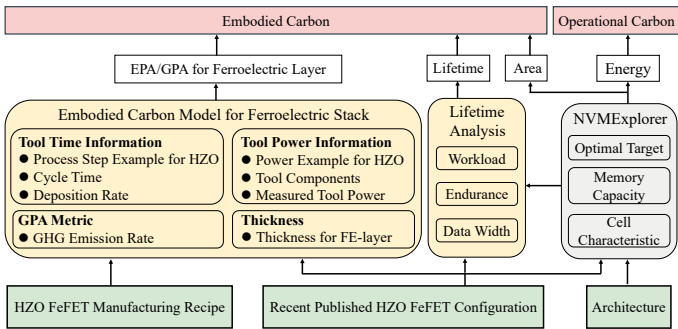 Embodied Carbon
Operational Carbon
EPA/GPA for Ferroelectric Layer
Lifetime
Area
Energy
Embodied Carbon Model for Ferroelectric Stack
Tool Time Information
● Process Step Example for HZO
● Cycle Time
● Deposition Rate
Tool Power Information
● Power Example for HZO
● Tool Components
● Measured Tool Power
GPA Metric
● GHG Emission Rate
Thickness
● Thickness for FE-layer
Lifetime
Analysis
Workload
Endurance
Data Width
NVMExplorer
Optimal Target
Memory
Capacity
Cell
Characteristic
HZO FeFET Manufacturing Recipe
Recent Published HZO FeFET Configuration
Architecture